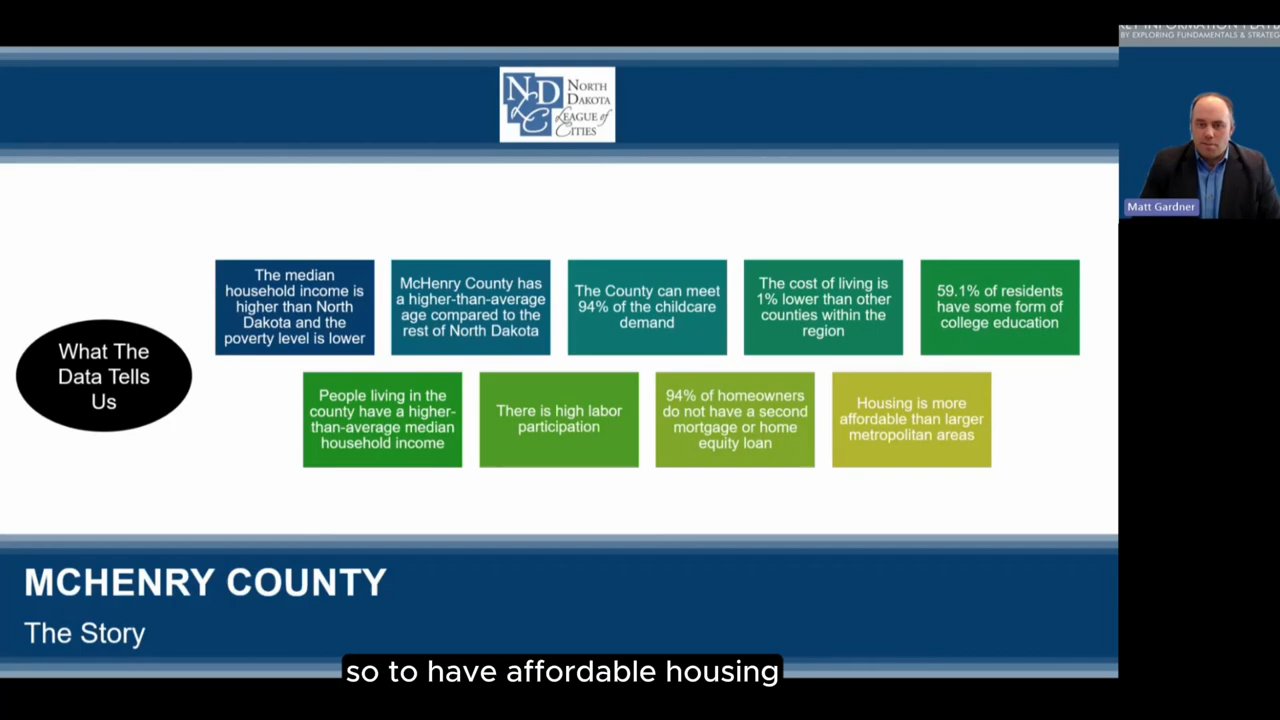 BY EXPLORING FUNDAMENTALS & STRATEG
NDLC
NORTH
DAKOTA
LEAGUE of
CITIES
Matt Gardner
What The
Data Tells
Us
The median
household income is
higher than North
Dakota and the
poverty level is lower
McHenry County has
a higher-than-average
age compared to the
rest of North Dakota
The County can meet
94% of the childcare
demand
The cost of living is
1% lower than other
counties within the
region
59.1% of residents
have some form of
college education
People living in the
county have a higher-
than-average median
household income
There is high labor
participation
94% of homeowners
do not have a second
mortgage or home
equity loan
Housing is more
affordable than larger
metropolitan areas
MCHENRY COUNTY
The Story
so to have affordable housing